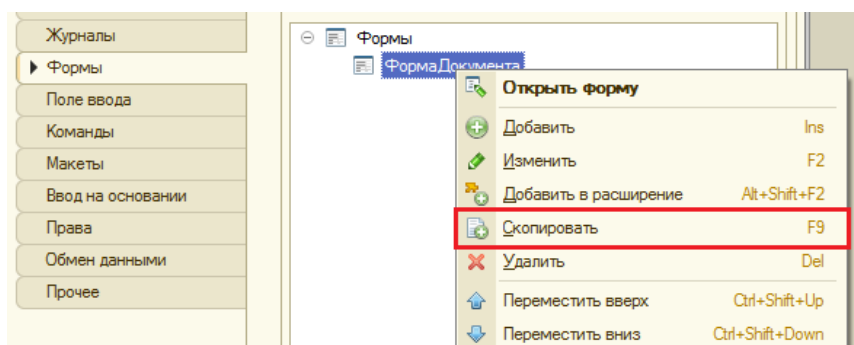 Журналы
Формы
Поле ввода
Команды
Макеты
Ввод на основании
Права
Обмен данными
Прочее
Формы
ФормаДокумента
Открыть форму
Добавить Ins
Изменить F2
Добавить в расширение Alt+Shift+F2
Скопировать F9
Удалить Del
Переместить вверх Ctrl+Shift+Up
Переместить вниз Ctrl+Shift+Down